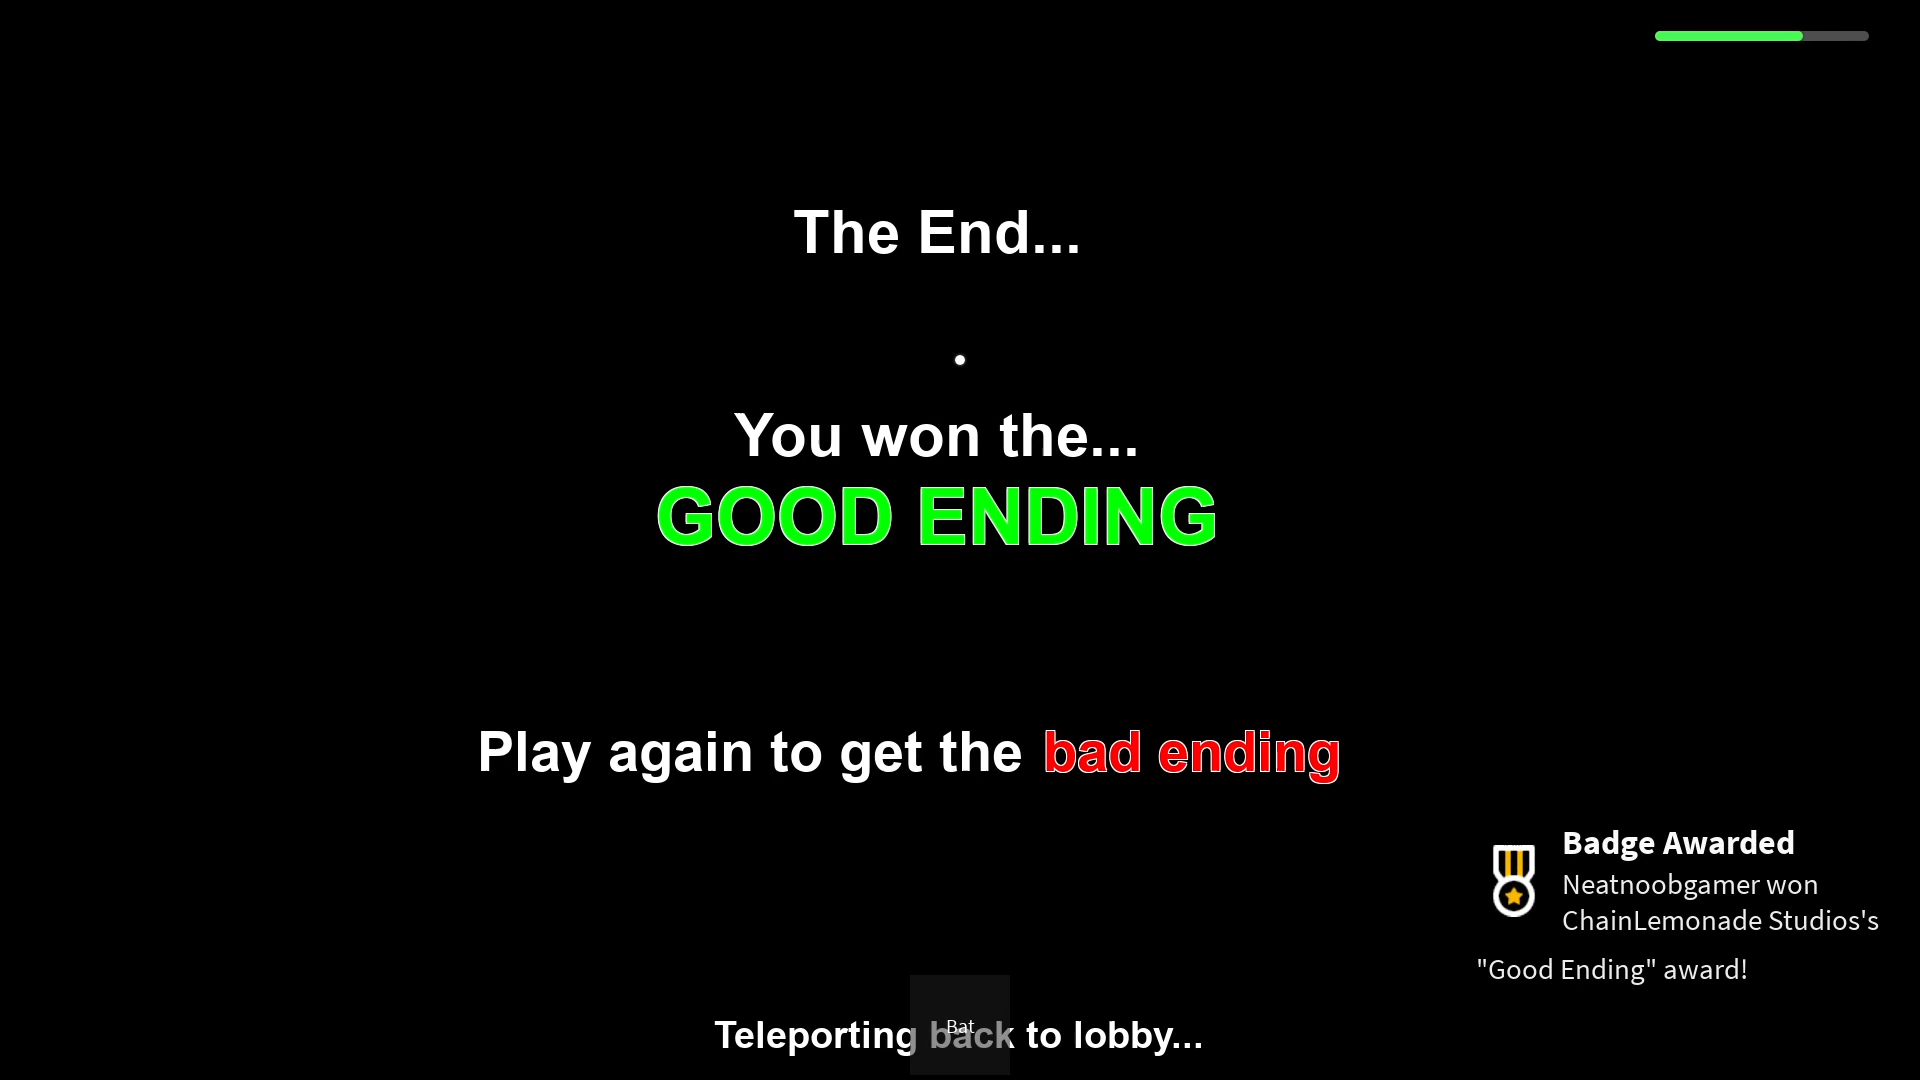 The End...
You won the...
GOOD ENDING
Play again to get the bad ending
Badge Awarded
Neatnoobgamer won
ChainLemonade Studios's
"Good Ending" award!
Bat
Teleporting back to lobby...